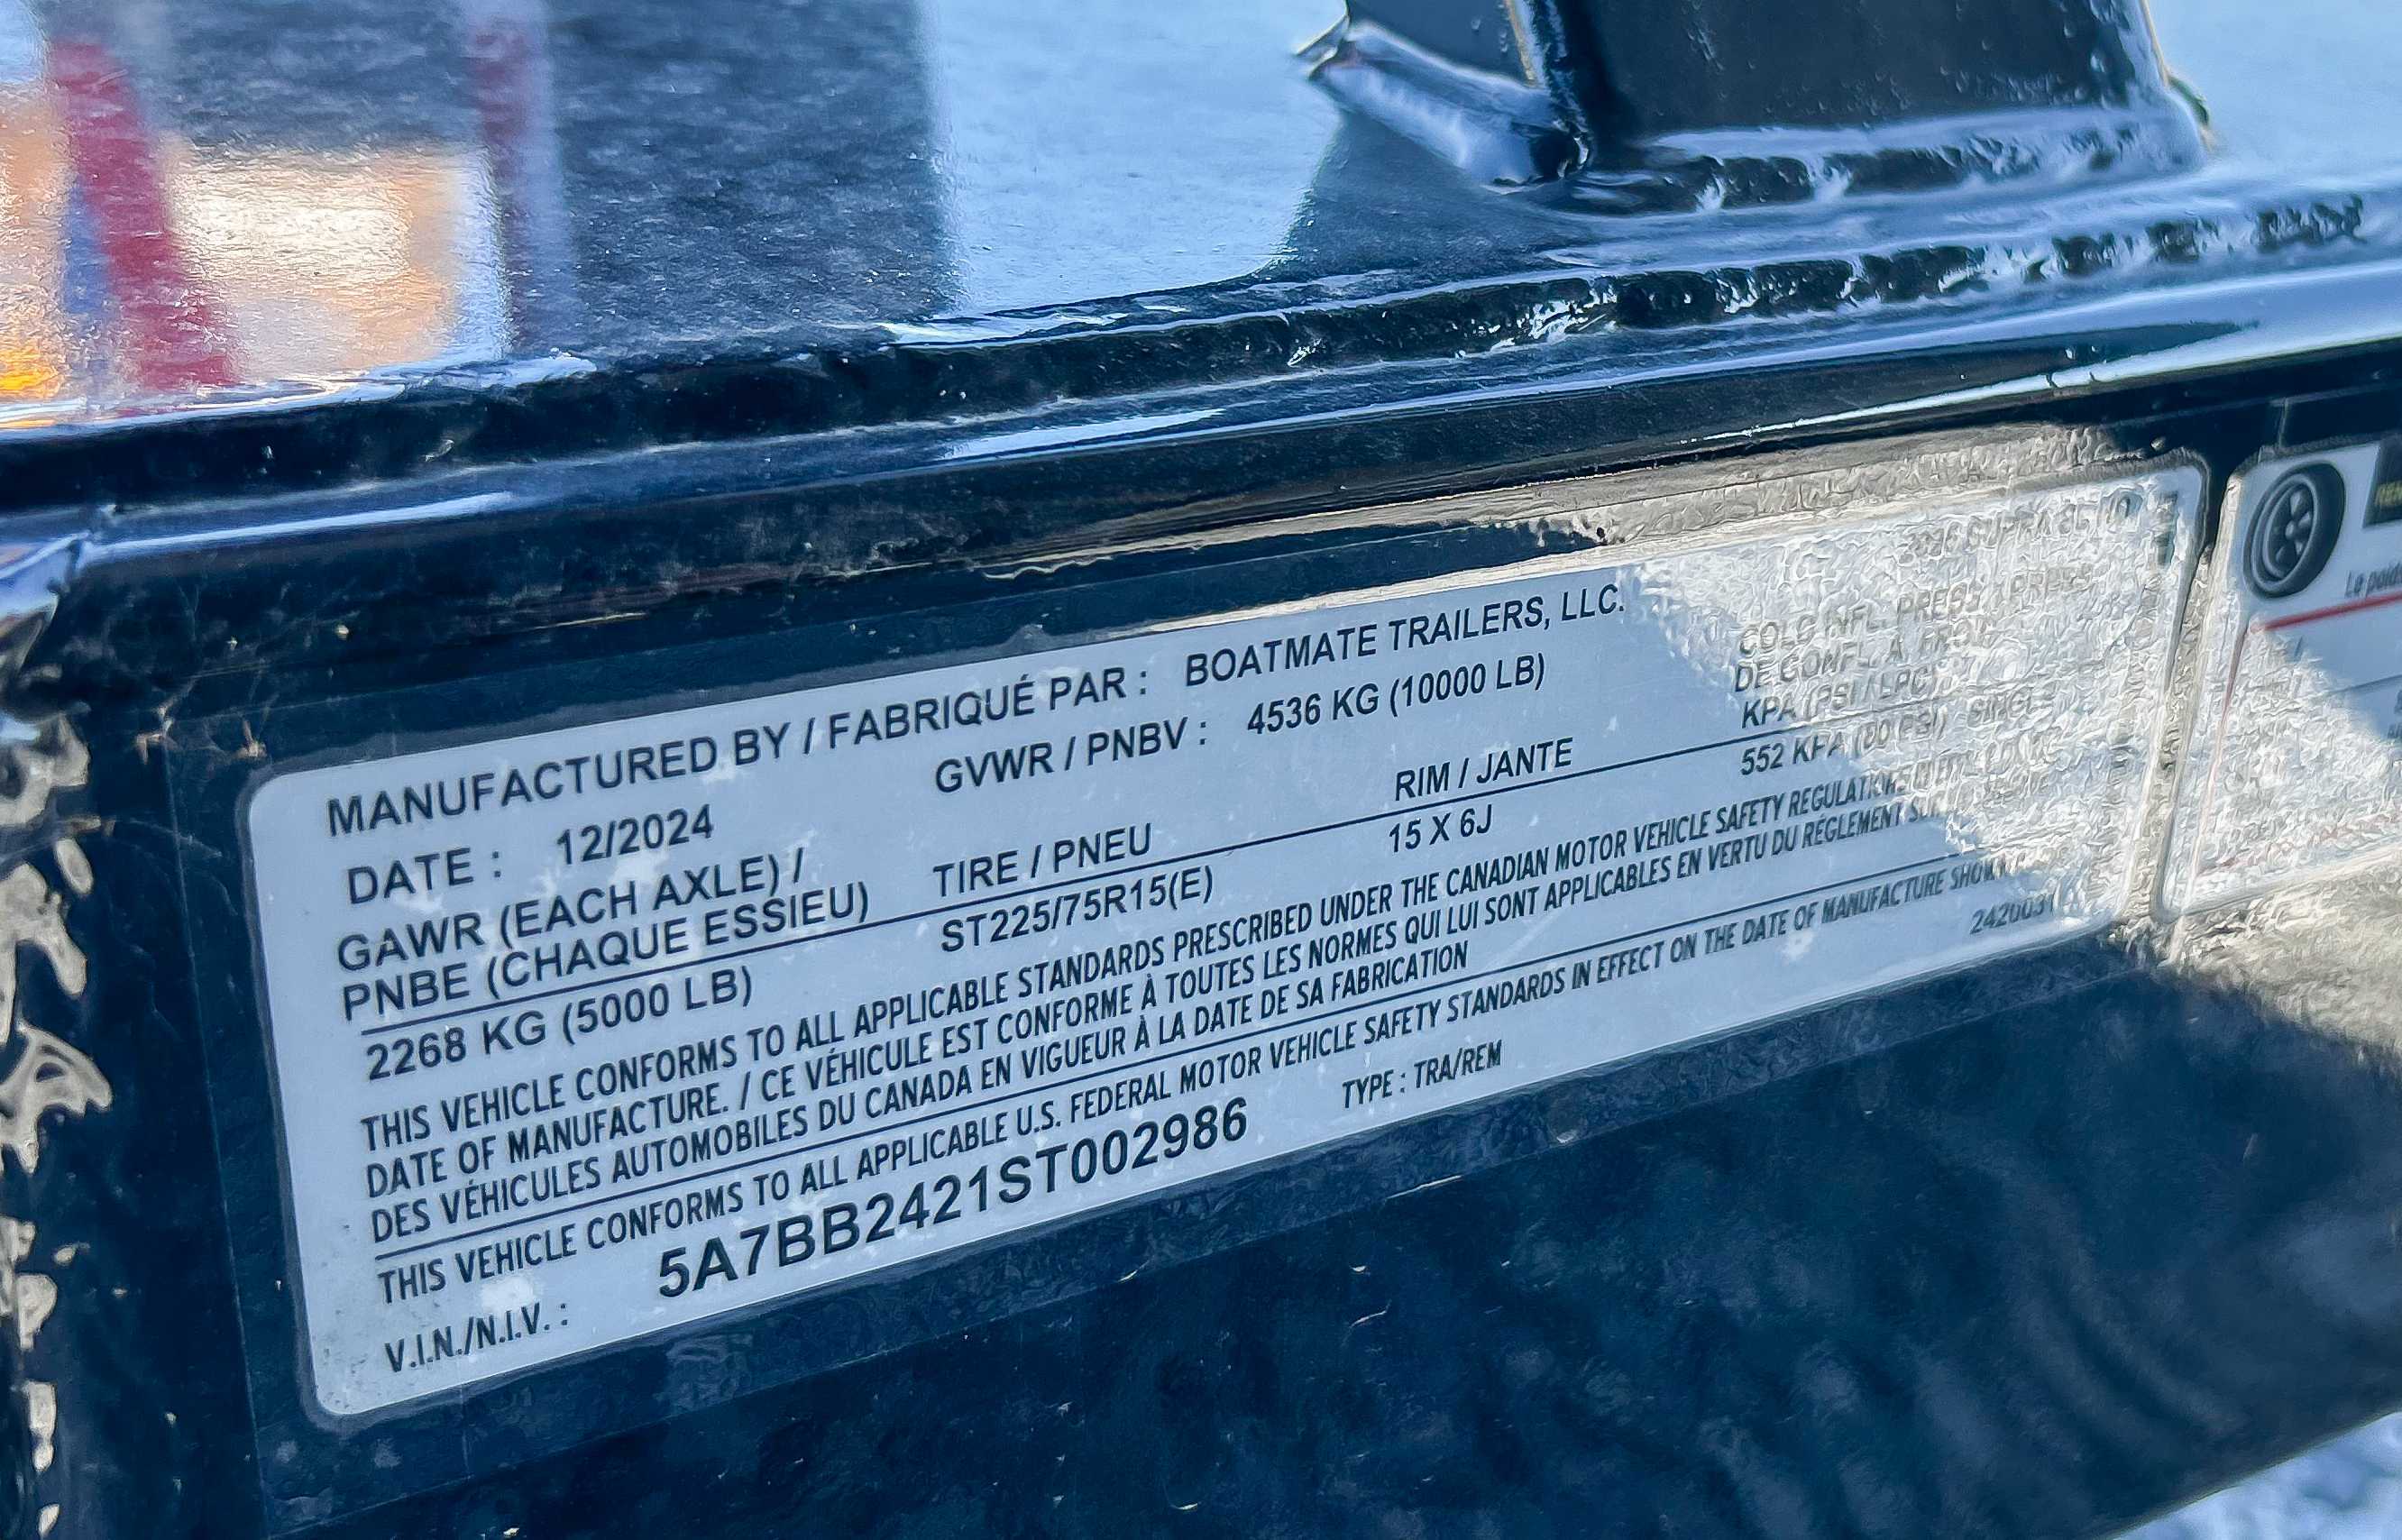 MANUFACTURED BY / FABRIQUÉ PAR : BOATMATE TRAILERS, LLC.
DATE : 12/2024 GVWR / PNBV : 4536 KG (10000 LB)
GAWR (EACH AXLE) / COLD INFL. PRESS. / PRESS.
PNBE (CHAQUE ESSIEU) TIRE / PNEU RIM / JANTE DE GONFL. À FROID
KPA (PSI / LPC)
2268 KG (5000 LB) ST225/75R15(E) 15 X 6J 552 KPA (80 PSI) SINGLE
THIS VEHICLE CONFORMS TO ALL APPLICABLE STANDARDS PRESCRIBED UNDER THE CANADIAN MOTOR VEHICLE SAFETY REGULATIONS
DATE OF MANUFACTURE. / CE VÉHICULE EST CONFORME À TOUTES LES NORMES QUI LUI SONT APPLICABLES EN VERTU DU RÉGLEMENT SUR
DES VÉHICULES AUTOMOBILES DU CANADA EN VIGUEUR À LA DATE DE SA FABRICATION
THIS VEHICLE CONFORMS TO ALL APPLICABLE U.S. FEDERAL MOTOR VEHICLE SAFETY STANDARDS IN EFFECT ON THE DATE OF MANUFACTURE SHOWN
V.I.N./N.I.V. : 5A7BB2421ST002986 TYPE : TRA/REM